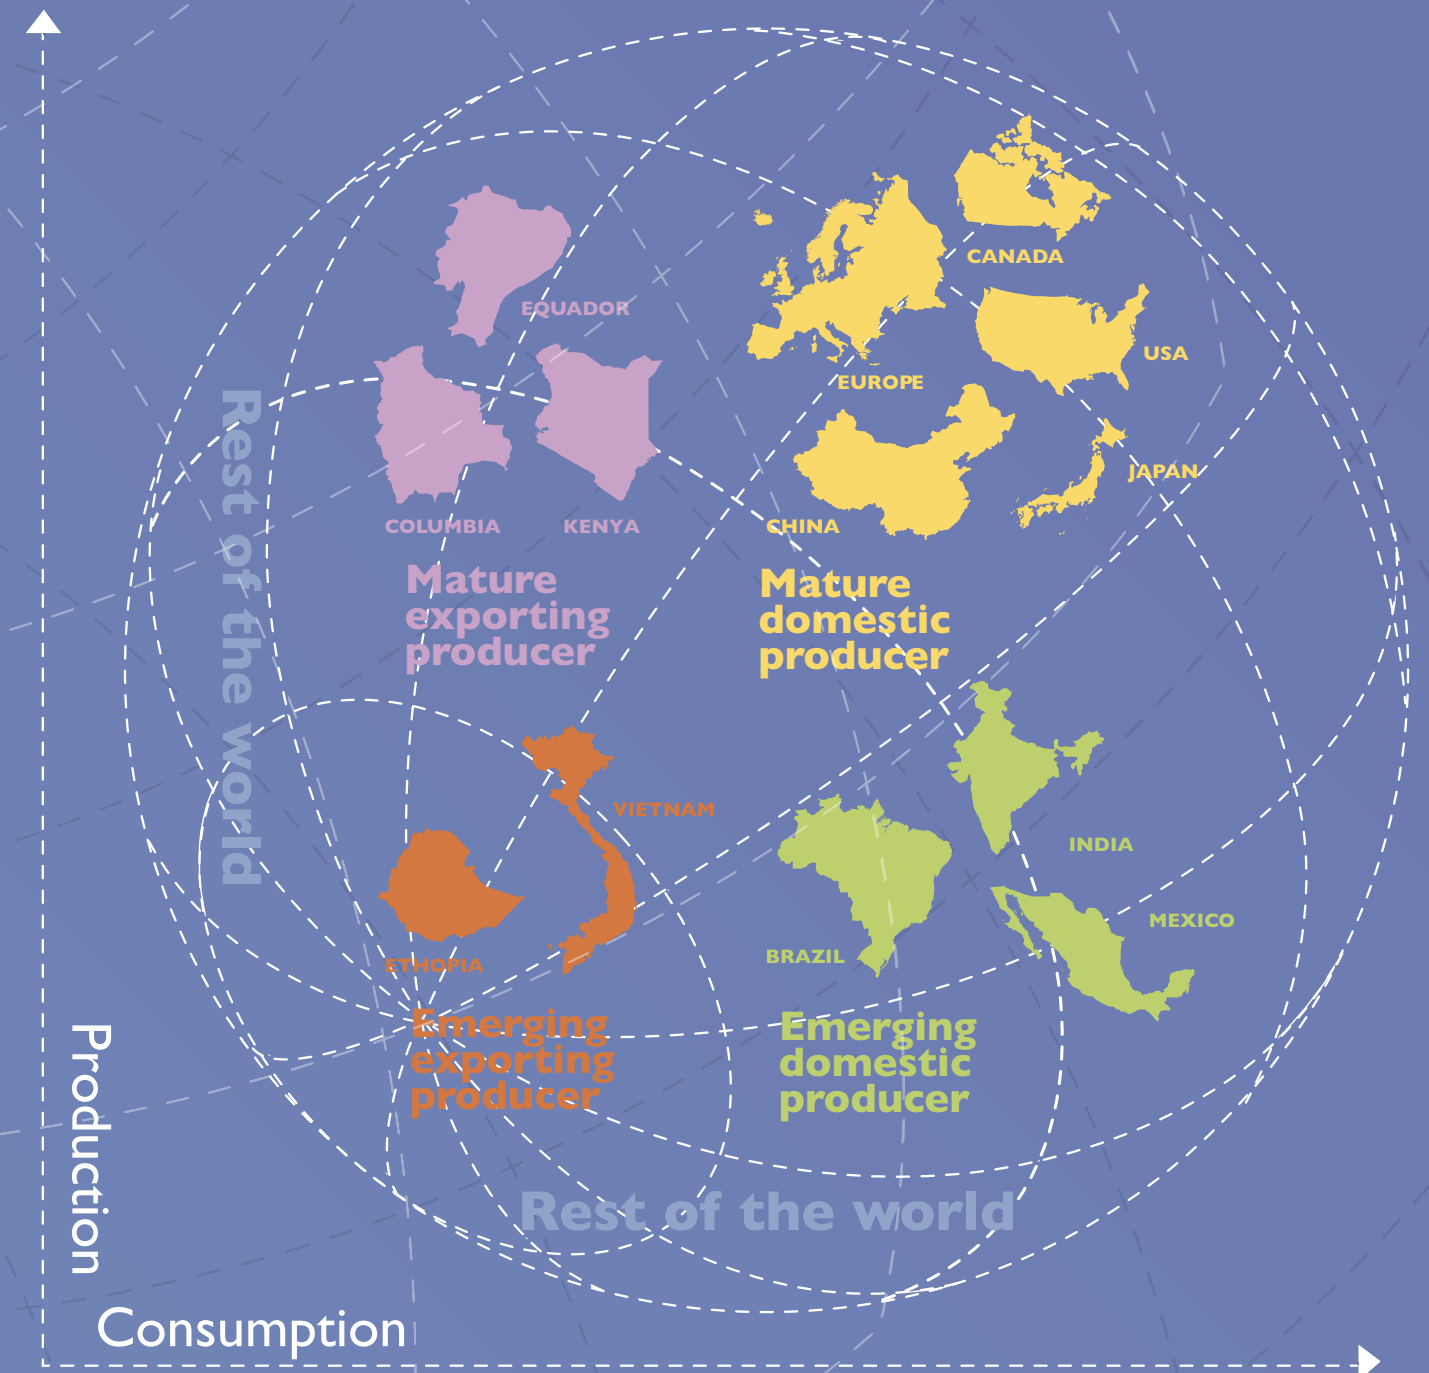 CANADA
EQUADOR
USA
EUROPE
JAPAN
COLUMBIA
KENYA
CHINA
Mature
exporting
producer
Mature
domestic
producer
Rest of the world
VIETNAM
INDIA
MEXICO
BRAZIL
ETHOPIA
Emerging
exporting
producer
Emerging
domestic
producer
Rest of the world
Production
Consumption